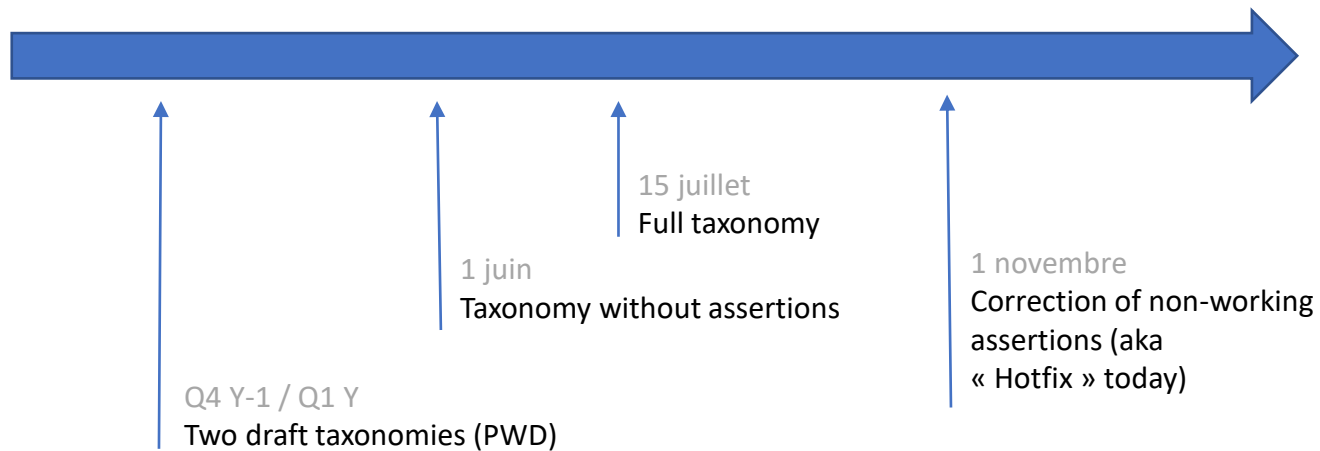 15 juillet
Full taxonomy
1 juin
Taxonomy without assertions
1 novembre
Correction of non-working
assertions (aka
« Hotfix » today)
Q4 Y-1 / Q1 Y
Two draft taxonomies (PWD)